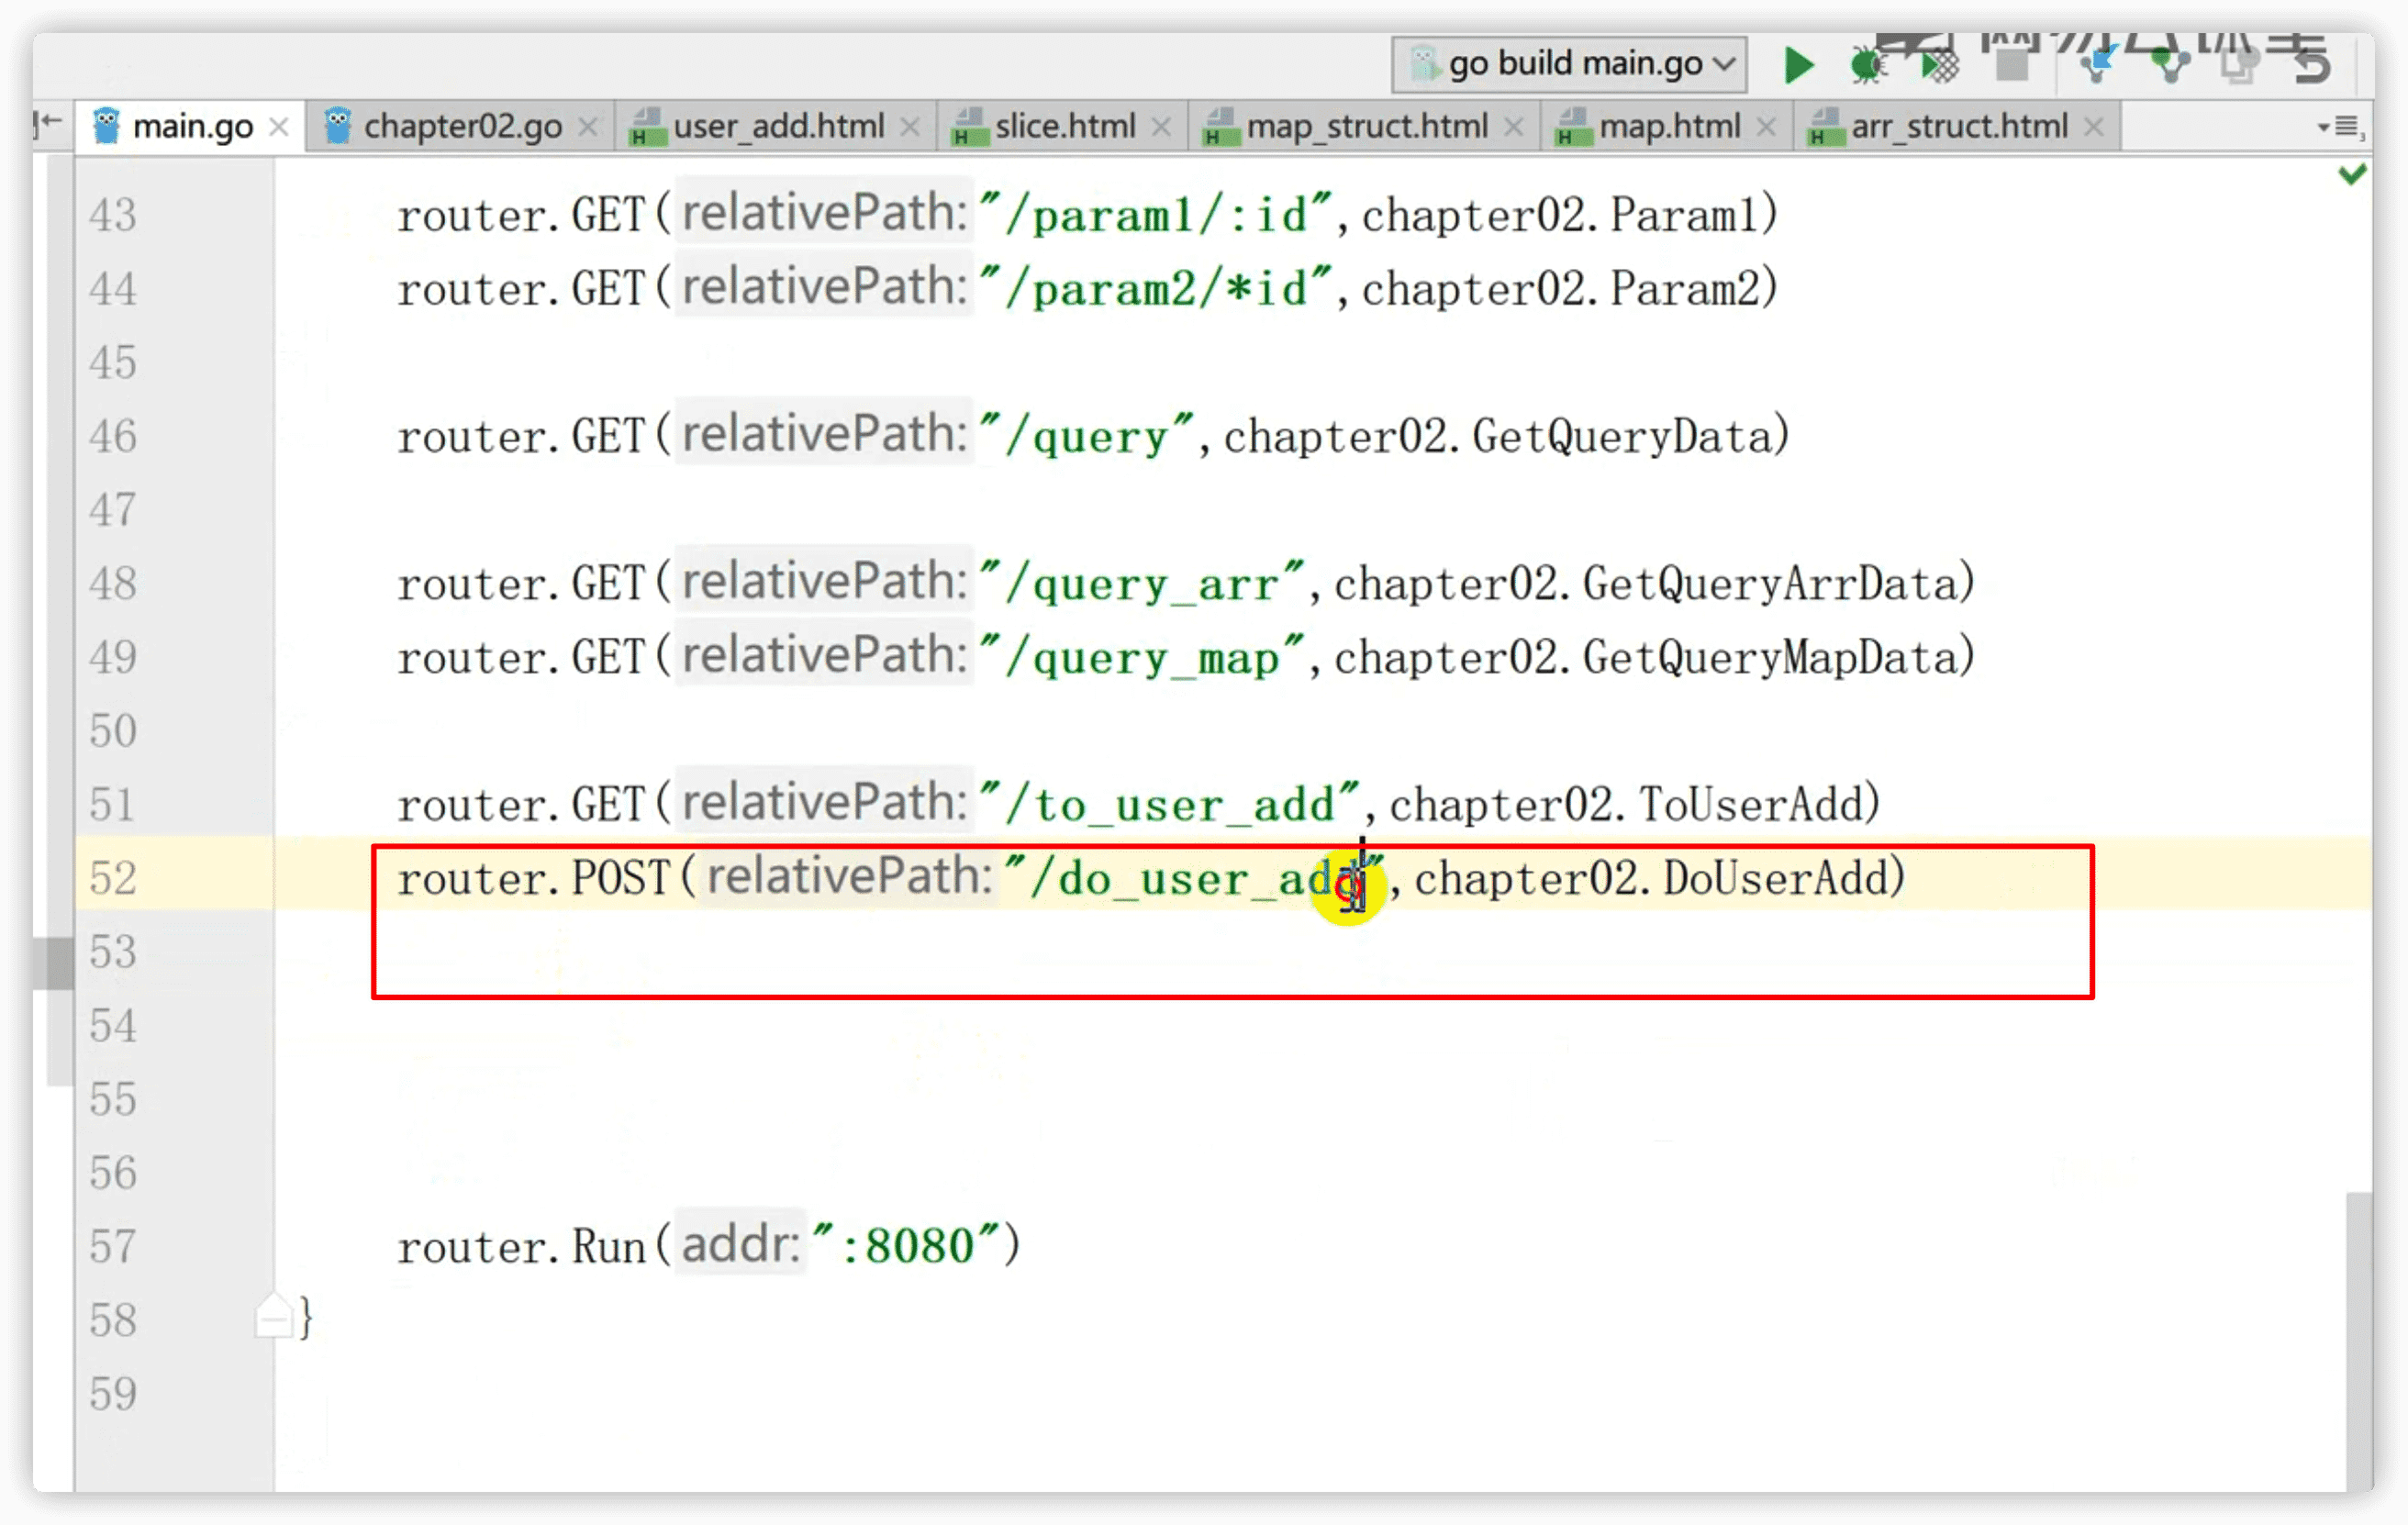 go build main.go
main.go
chapter02.go
user_add.html
slice.html
map_struct.html
map.html
arr_struct.html
43 router.GET(relativePath:"/param1/:id",chapter02.Param1)
44 router.GET(relativePath:"/param2/*id",chapter02.Param2)
45
46 router.GET(relativePath:"/query",chapter02.GetQueryData)
47
48 router.GET(relativePath:"/query_arr",chapter02.GetQueryArrData)
49 router.GET(relativePath:"/query_map",chapter02.GetQueryMapData)
50
51 router.GET(relativePath:"/to_user_add",chapter02.ToUserAdd)
52 router.POST(relativePath:"/do_user_add",chapter02.DoUserAdd)
53
54
55
56
57 router.Run(addr:":8080")
58 }
59